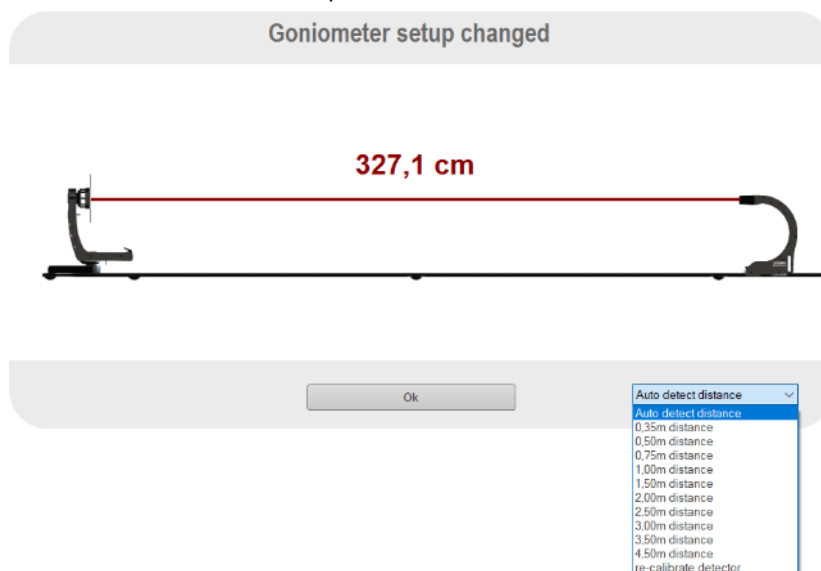 Goniometer setup changed
327,1 cm
Ok
Auto detect distance
Auto detect distance
0,35m distance
0,50m distance
0,75m distance
1,00m distance
1,50m distance
2,00m distance
2,50m distance
3,00m distance
3,50m distance
4,50m distance
re-calibrate detector